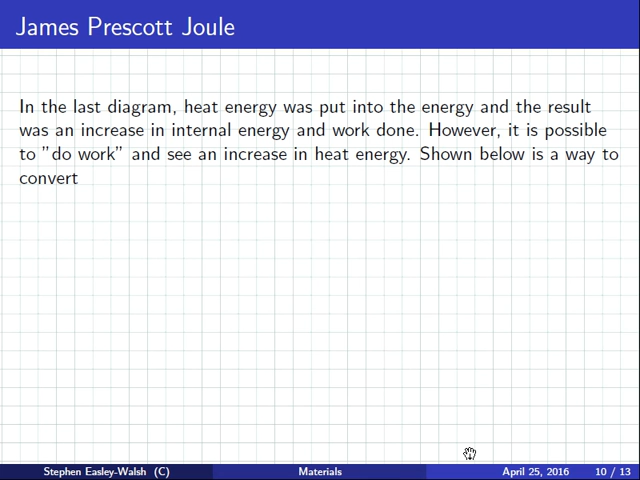 James Prescott Joule
In the last diagram, heat energy was put into the energy and the result
was an increase in internal energy and work done. However, it is possible
to ”do work” and see an increase in heat energy. Shown below is a way to
convert
Stephen Easley-Walsh (C) Materials April 25, 2016 10 / 13